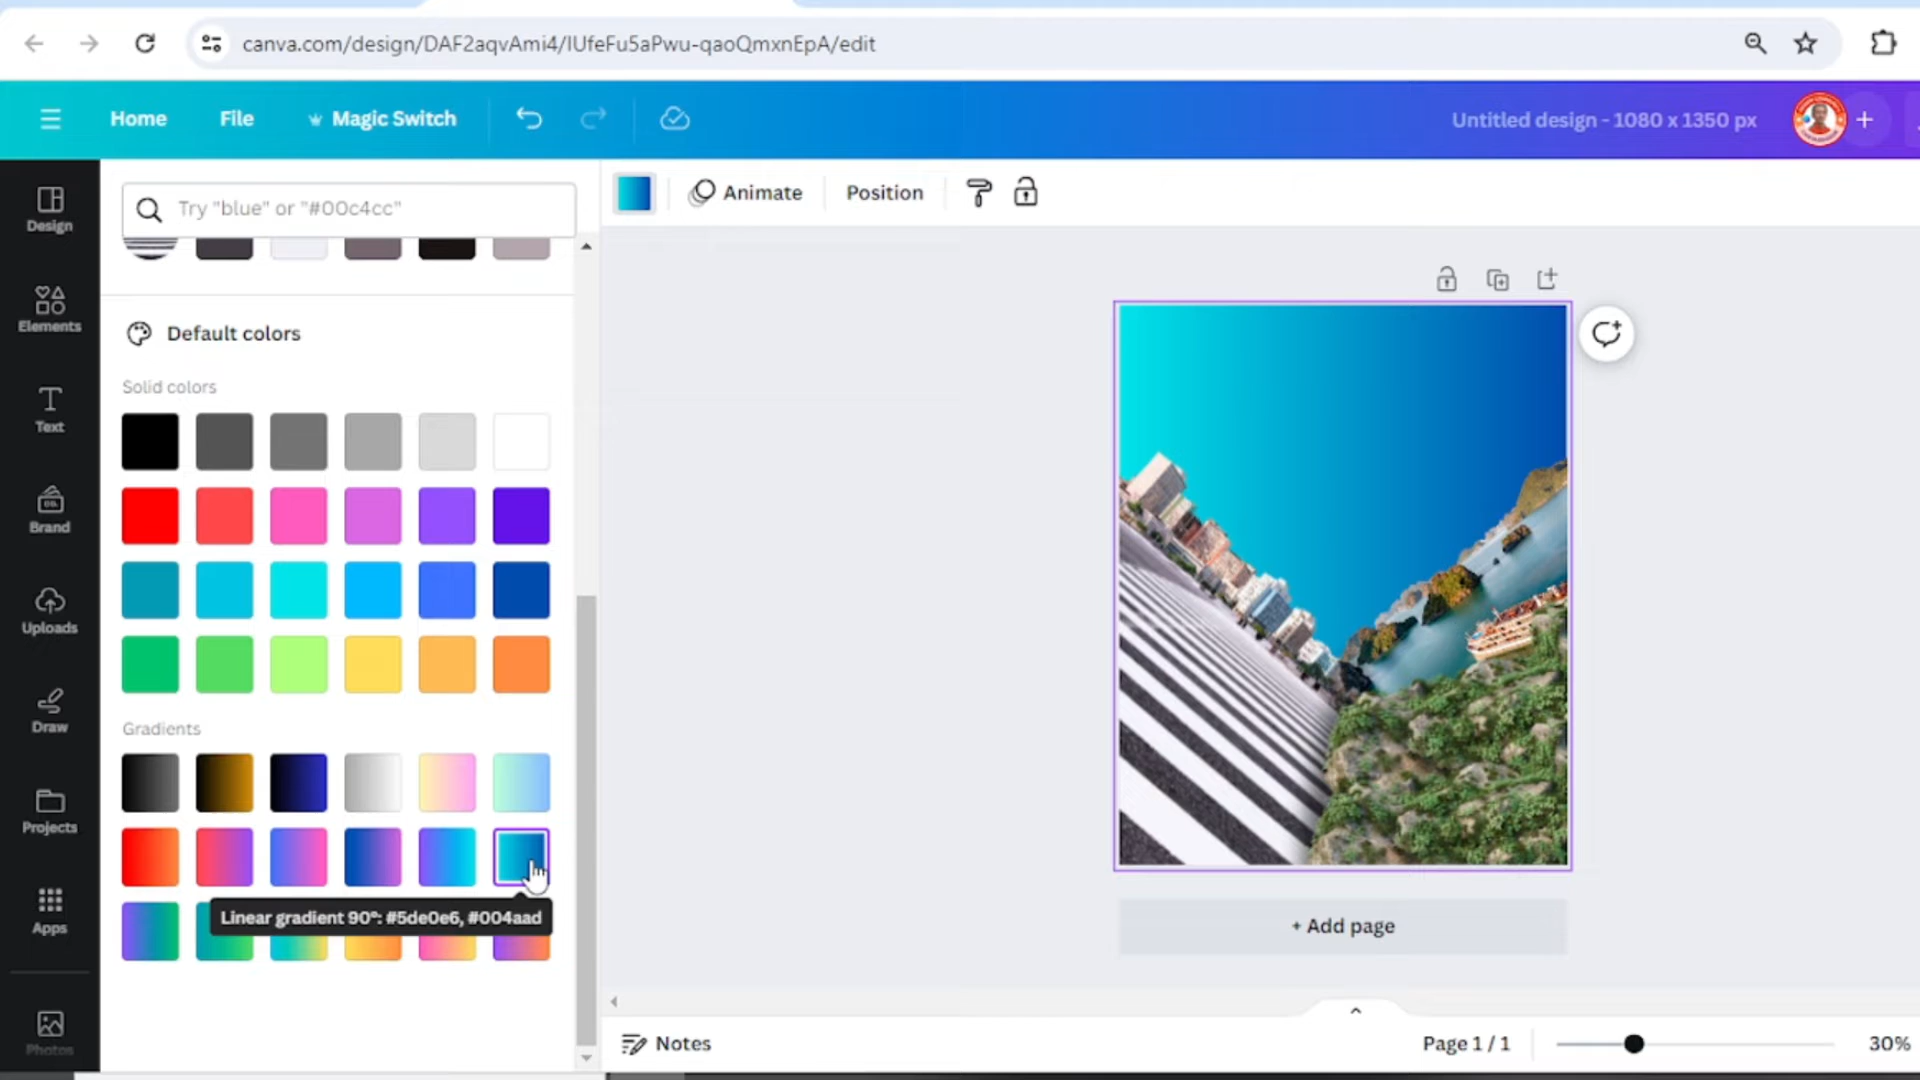 canva.com/design/DAF2aqvAmi4/IUfeFu5aPwu-qaoQmxnEpA/edit
Home File Magic Switch Untitled design - 1080 x 1350 px
Design
Elements
Text
Brand
Uploads
Draw
Projects
Apps
Photos
Try "blue" or "#00c4cc"
Default colors
Solid colors
Gradients
Linear gradient 90°: #5de0e6, #004aad
Animate Position
+ Add page
Notes Page 1 / 1 30%